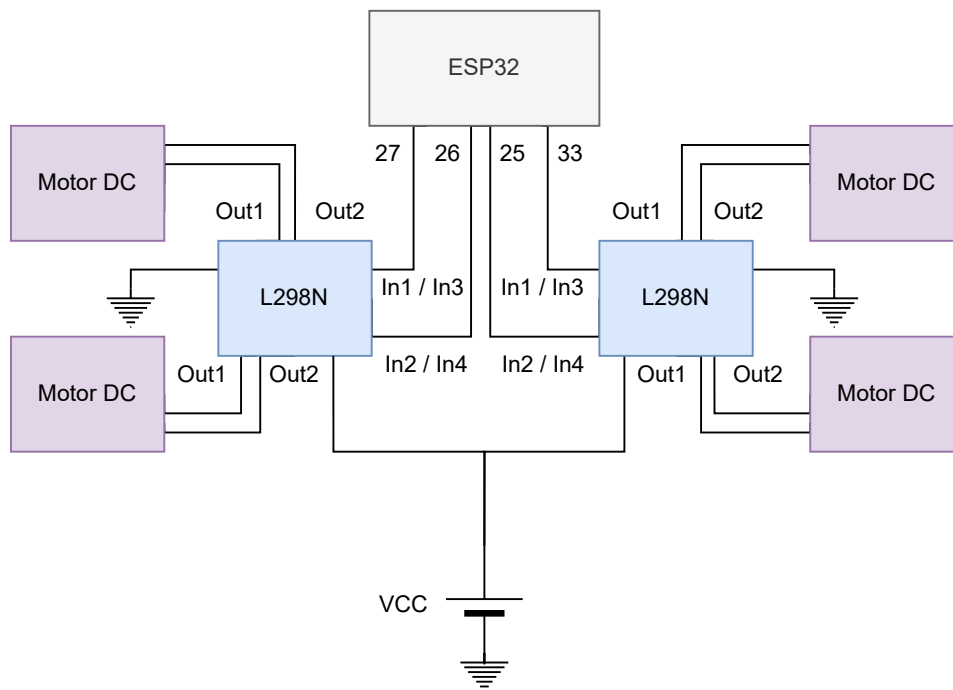 ESP32
27
26
25
33
Motor DC
Motor DC
Out1
Out2
Out1
Out2
In1 / In3
In1 / In3
L298N
L298N
In2 / In4
In2 / In4
Out1
Out2
Out1
Out2
Motor DC
Motor DC
VCC